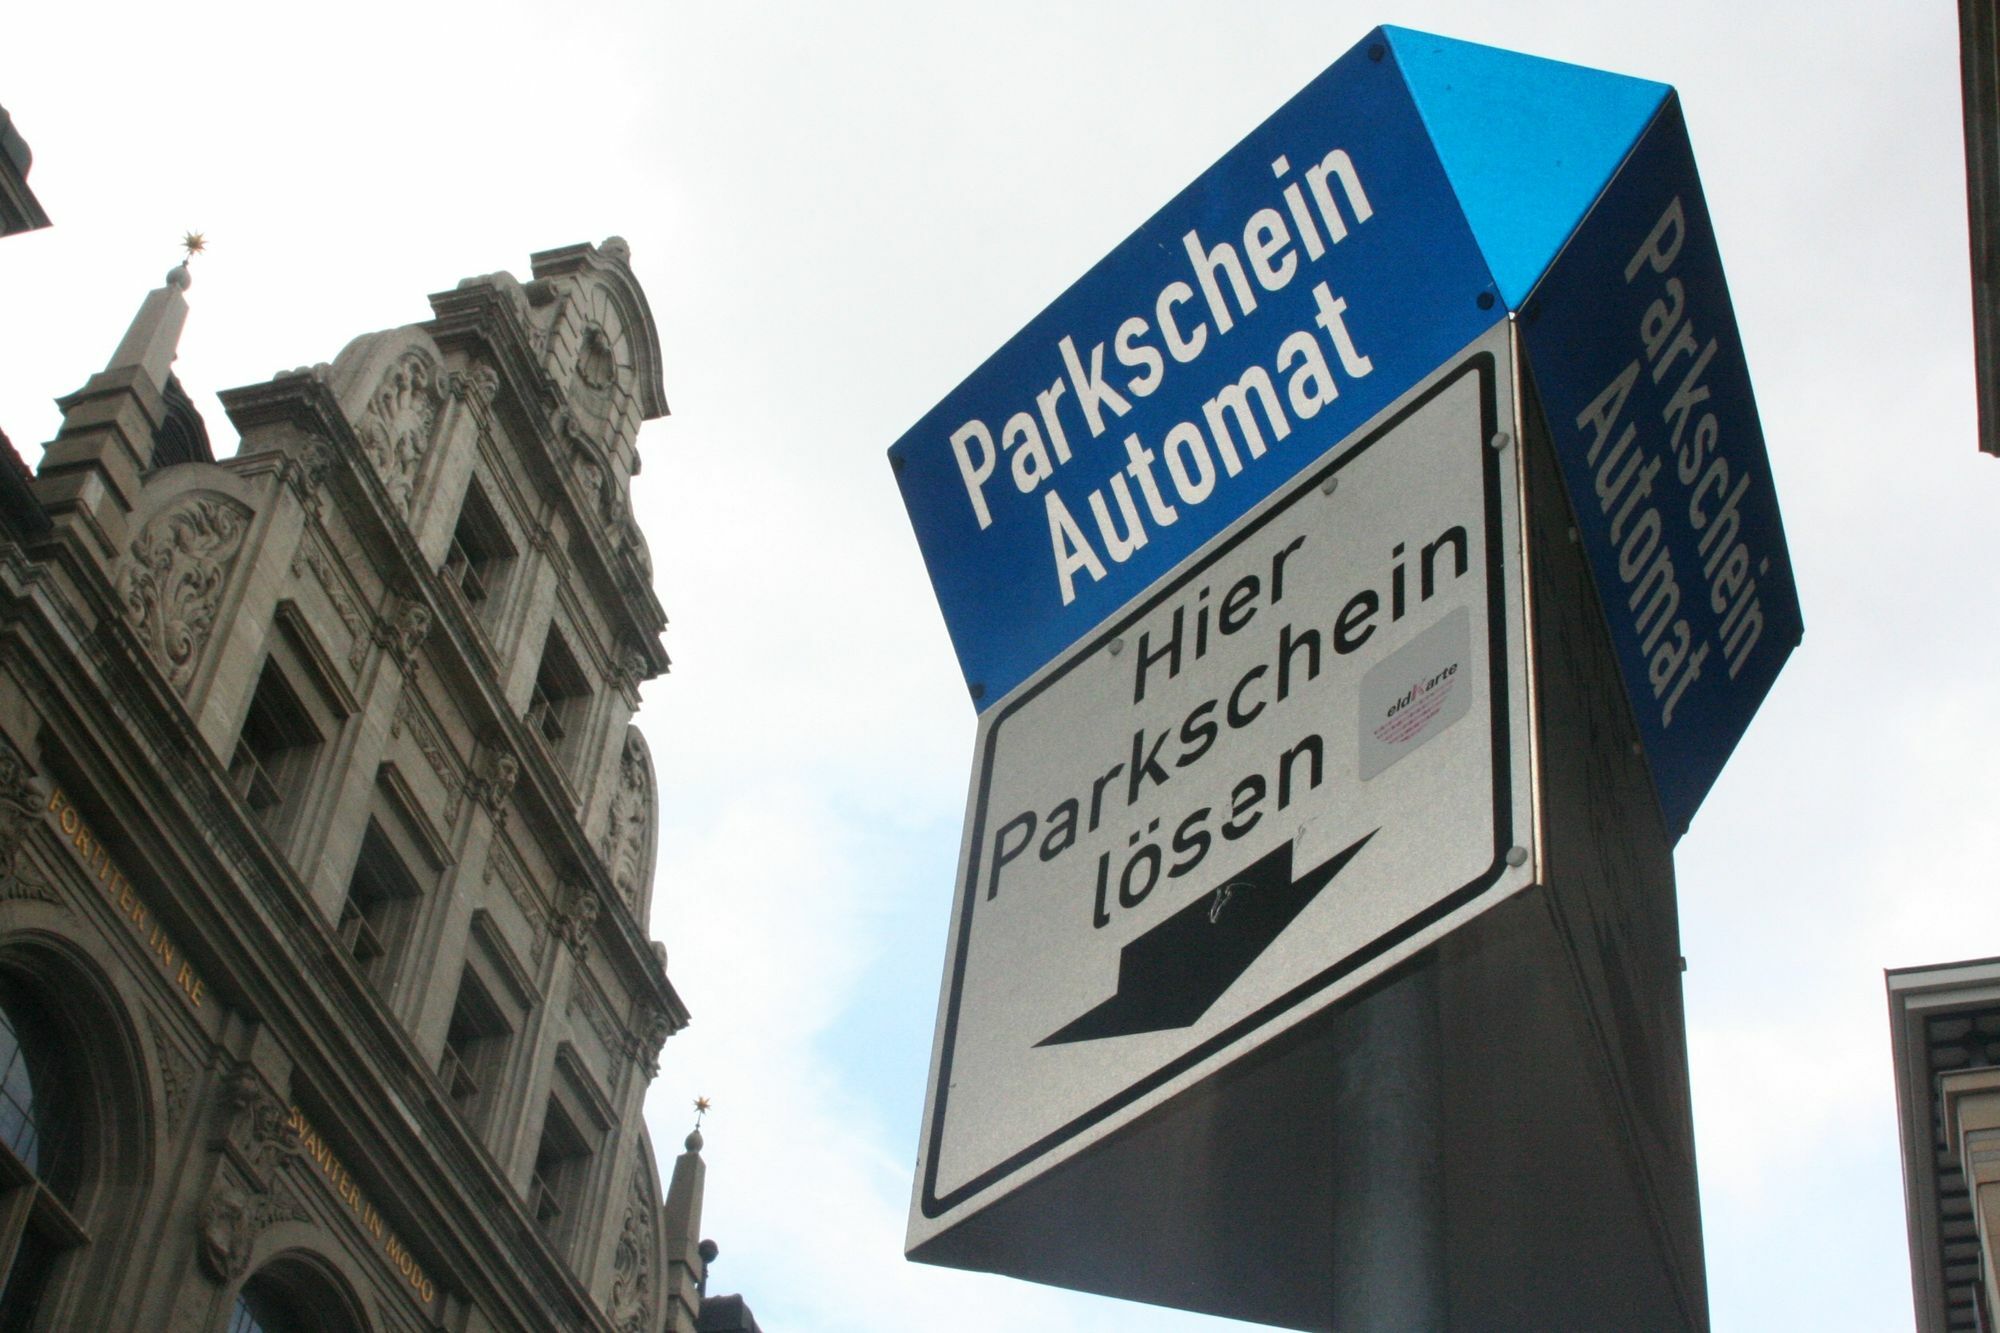 Parkschein
Automat
Hier
Parkschein
lösen
eldKarte
Parkschein
Automat
FORTITER IN RE
SVAVITER IN MODO